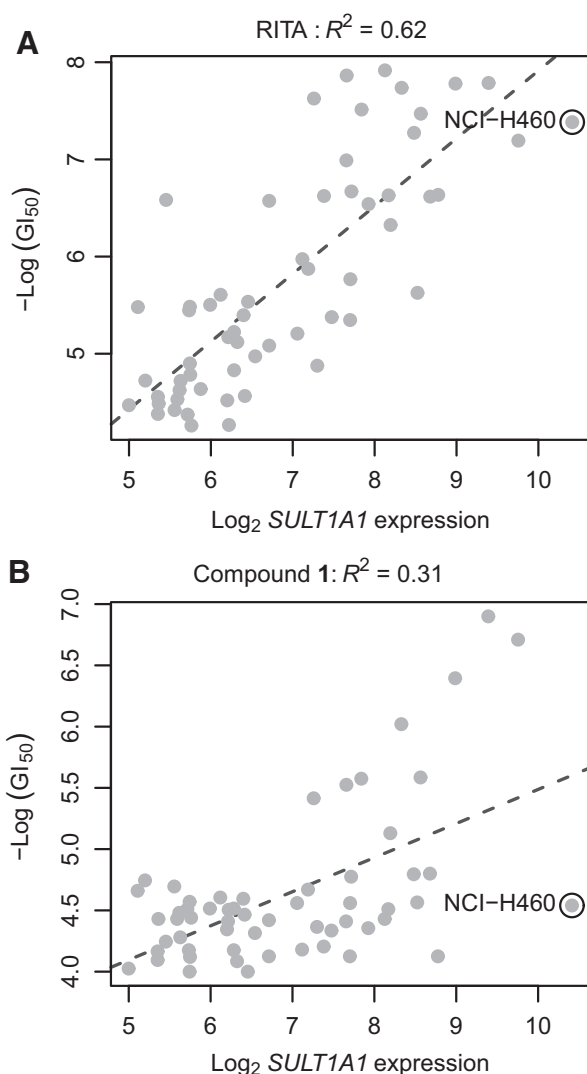 A
RITA : R² = 0.62
8
7
6
5
−Log (GI₅₀)
NCI−H460
5 6 7 8 9 10
Log₂ SULT1A1 expression
B
Compound 1: R² = 0.31
7.0
6.5
6.0
5.5
5.0
4.5
4.0
−Log (GI₅₀)
NCI−H460
5 6 7 8 9 10
Log₂ SULT1A1 expression